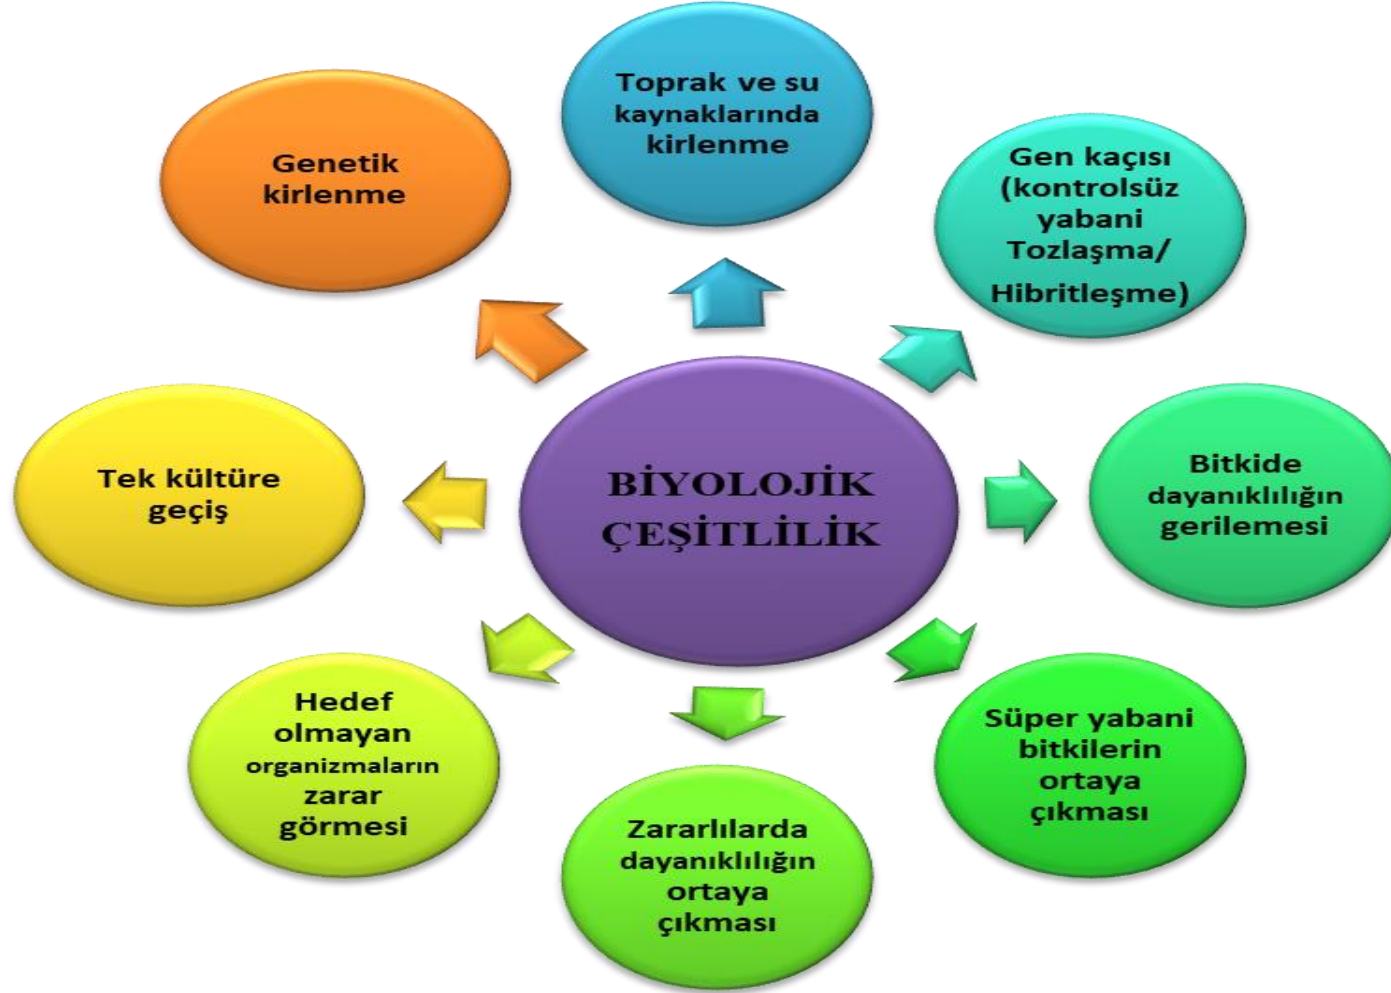 Toprak ve su
kaynaklarında
kirlenme
Gen kaçısı
(kontrolsüz
yabani
Tozlaşma/
Hibritleşme)
Bitkide
dayanıklılığın
gerilemesi
Süper yabani
bitkilerin
ortaya
çıkması
Zararlılarda
dayanıklılığın
ortaya
çıkması
Hedef
olmayan
organizmaların
zarar
görmesi
Tek kültüre
geçiş
Genetik
kirlenme
BİYOLOJİK
ÇEŞİTLİLİK